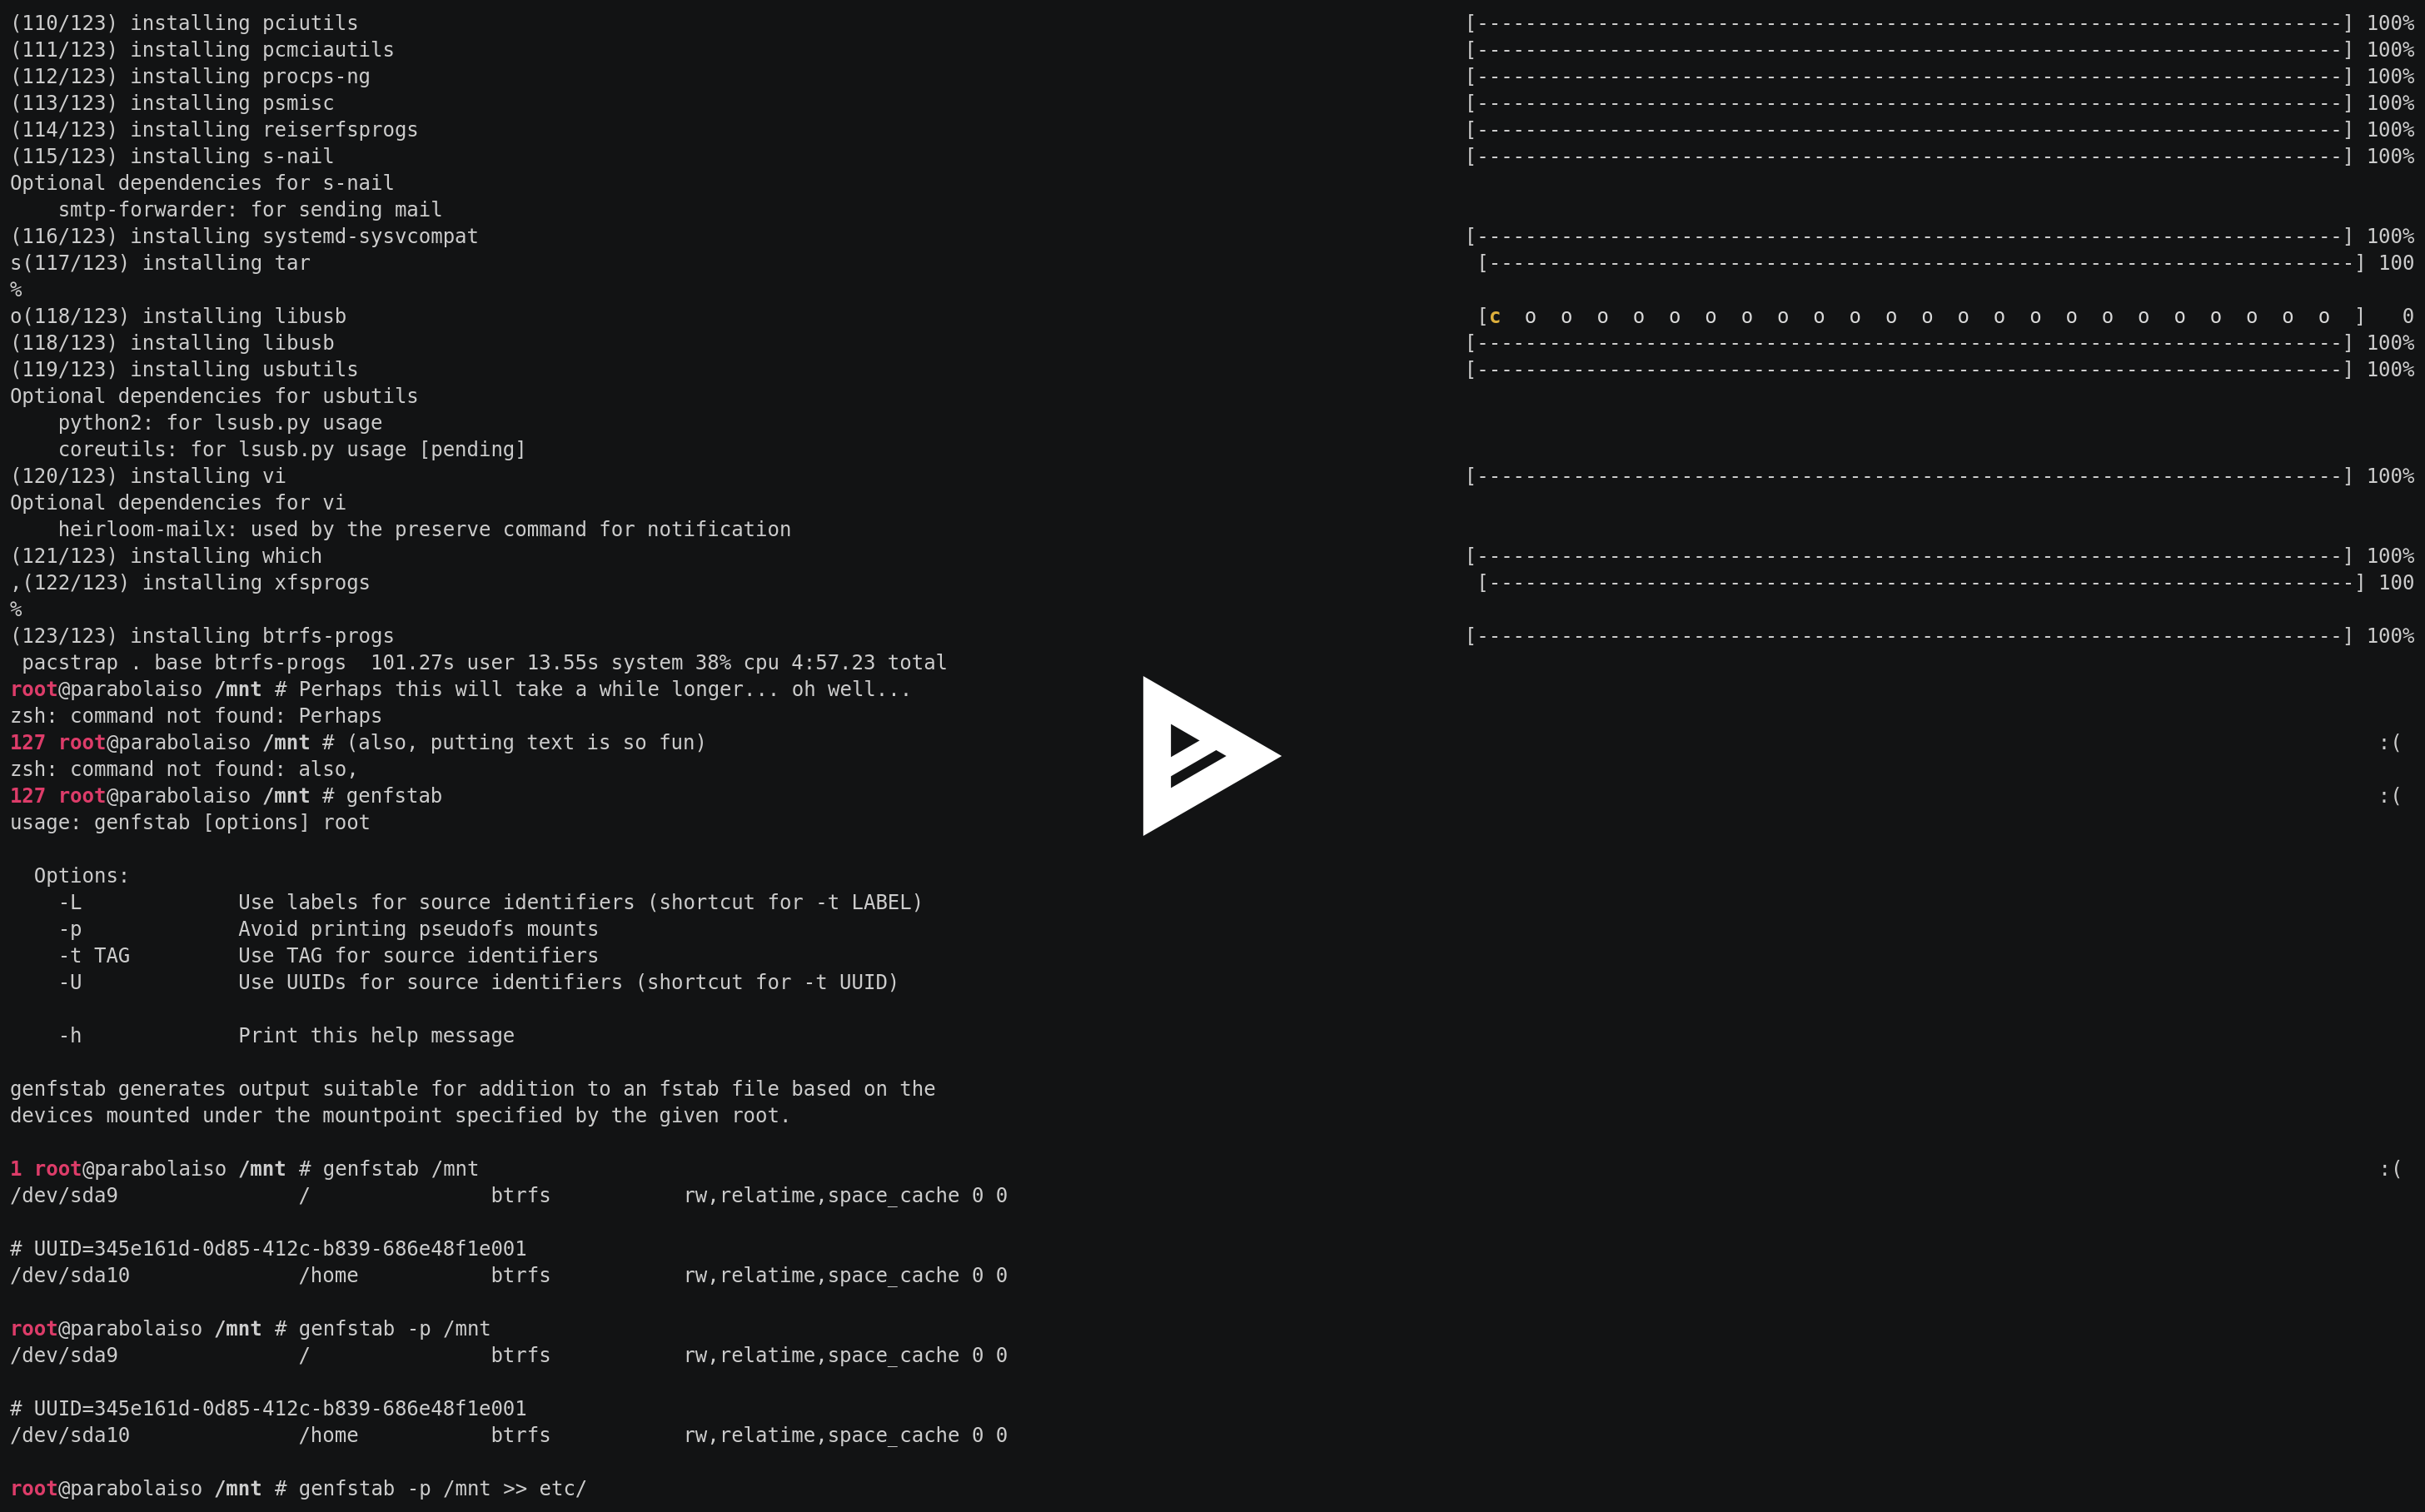 (110/123) installing pciutils [------------------------------------------------------------------------] 100%
(111/123) installing pcmciautils [------------------------------------------------------------------------] 100%
(112/123) installing procps-ng [------------------------------------------------------------------------] 100%
(113/123) installing psmisc [------------------------------------------------------------------------] 100%
(114/123) installing reiserfsprogs [------------------------------------------------------------------------] 100%
(115/123) installing s-nail [------------------------------------------------------------------------] 100%
Optional dependencies for s-nail
    smtp-forwarder: for sending mail
(116/123) installing systemd-sysvcompat [------------------------------------------------------------------------] 100%
s(117/123) installing tar [------------------------------------------------------------------------] 100
%
o(118/123) installing libusb [c  o  o  o  o  o  o  o  o  o  o  o  o  o  o  o  o  o  o  o  o  o  o  o  ]   0
(118/123) installing libusb [------------------------------------------------------------------------] 100%
(119/123) installing usbutils [------------------------------------------------------------------------] 100%
Optional dependencies for usbutils
    python2: for lsusb.py usage
    coreutils: for lsusb.py usage [pending]
(120/123) installing vi [------------------------------------------------------------------------] 100%
Optional dependencies for vi
    heirloom-mailx: used by the preserve command for notification
(121/123) installing which [------------------------------------------------------------------------] 100%
,(122/123) installing xfsprogs [------------------------------------------------------------------------] 100
%
(123/123) installing btrfs-progs [------------------------------------------------------------------------] 100%
 pacstrap . base btrfs-progs  101.27s user 13.55s system 38% cpu 4:57.23 total
root@parabolaiso /mnt # Perhaps this will take a while longer... oh well...
zsh: command not found: Perhaps
127 root@parabolaiso /mnt # (also, putting text is so fun) :(
zsh: command not found: also,
127 root@parabolaiso /mnt # genfstab :(
usage: genfstab [options] root
  Options:
    -L             Use labels for source identifiers (shortcut for -t LABEL)
    -p             Avoid printing pseudofs mounts
    -t TAG         Use TAG for source identifiers
    -U             Use UUIDs for source identifiers (shortcut for -t UUID)
    -h             Print this help message
genfstab generates output suitable for addition to an fstab file based on the
devices mounted under the mountpoint specified by the given root.
1 root@parabolaiso /mnt # genfstab /mnt :(
/dev/sda9               /               btrfs           rw,relatime,space_cache 0 0
# UUID=345e161d-0d85-412c-b839-686e48f1e001
/dev/sda10              /home           btrfs           rw,relatime,space_cache 0 0
root@parabolaiso /mnt # genfstab -p /mnt
/dev/sda9               /               btrfs           rw,relatime,space_cache 0 0
# UUID=345e161d-0d85-412c-b839-686e48f1e001
/dev/sda10              /home           btrfs           rw,relatime,space_cache 0 0
root@parabolaiso /mnt # genfstab -p /mnt >> etc/